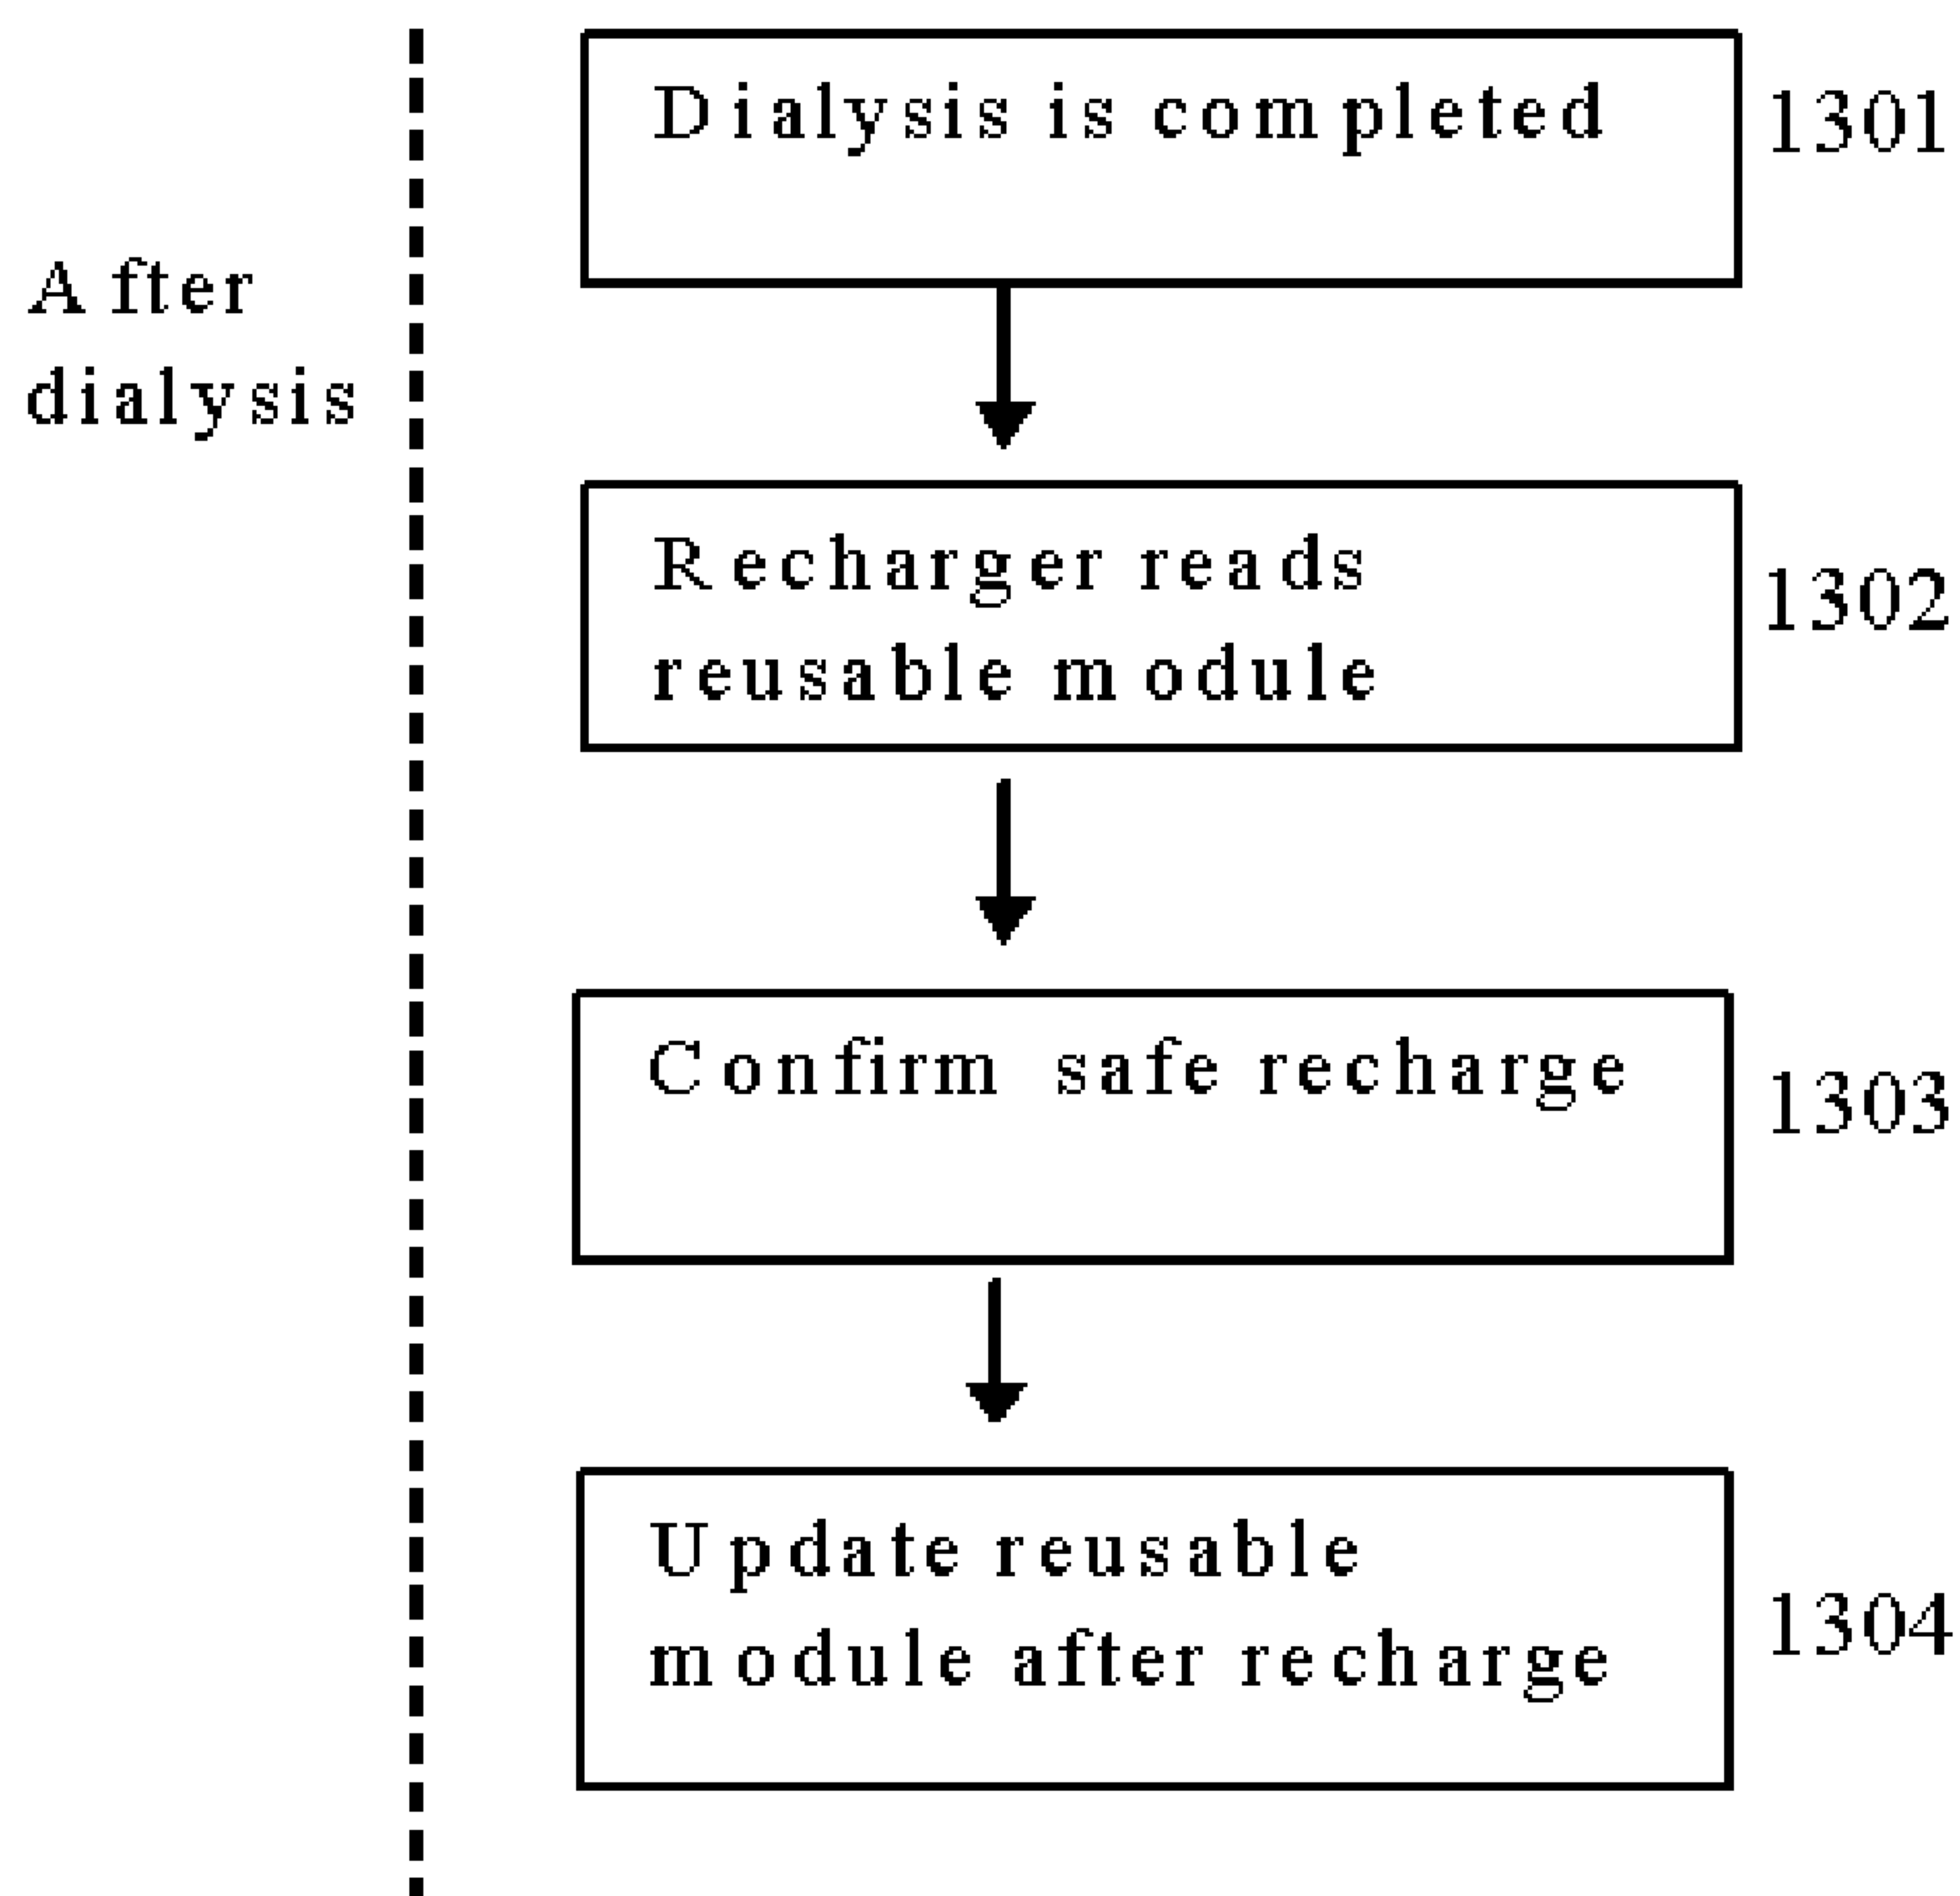 Dialysis is completed
1301
After
dialysis
Recharger reads
reusable module
1302
Confirm safe recharge
1303
Update reusable
module after recharge
1304